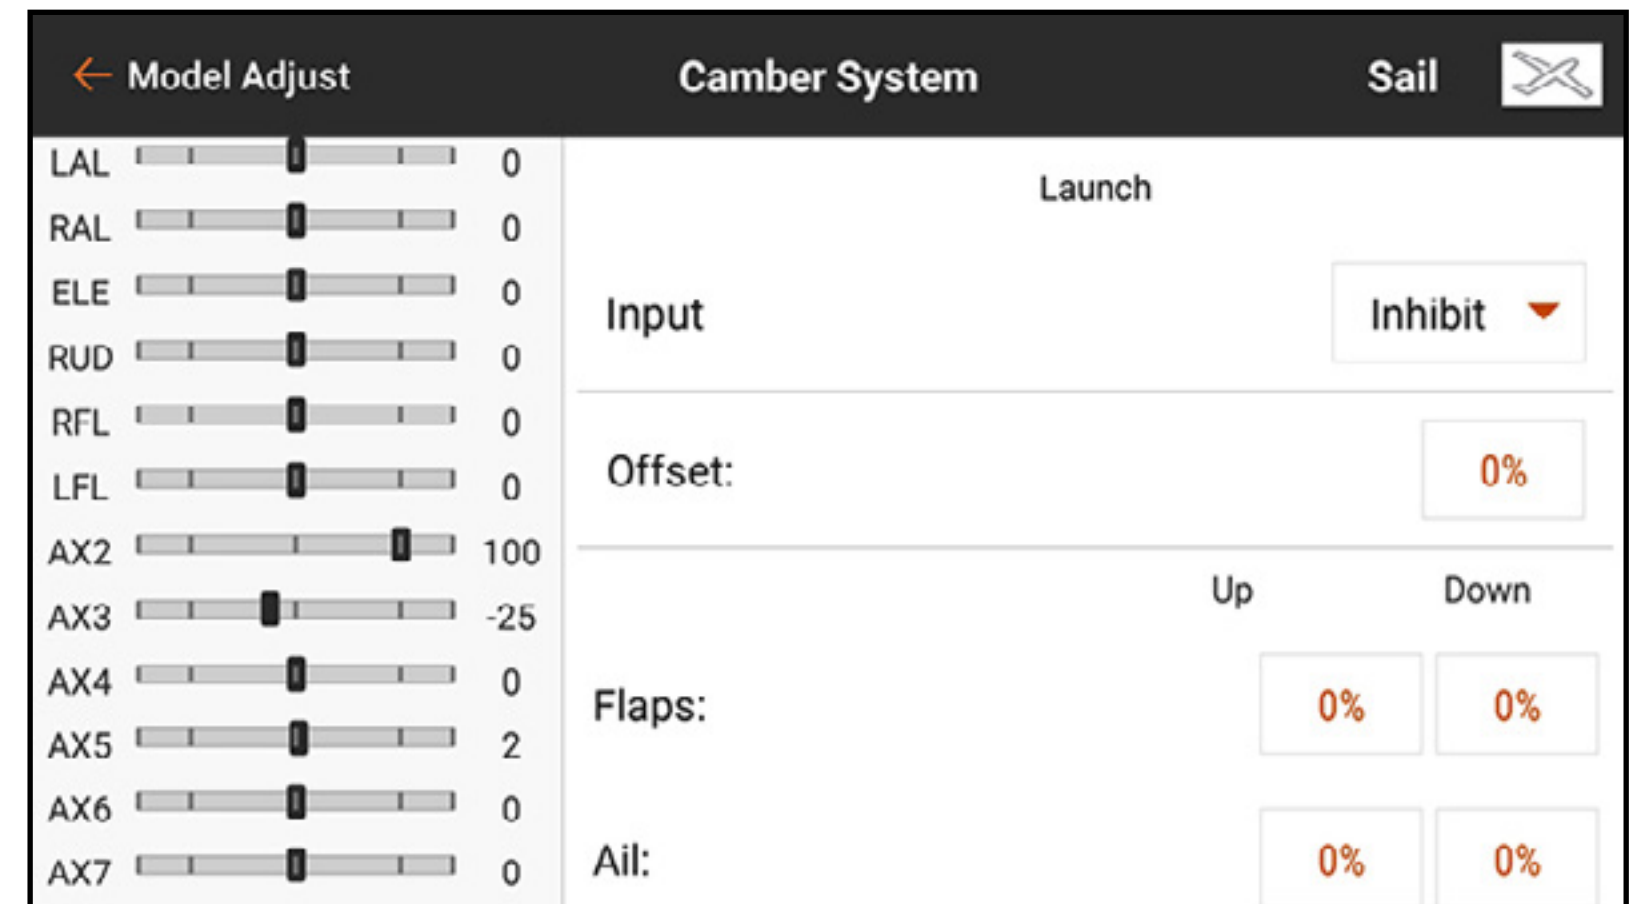 Model Adjust Camber System Sail
LAL 0
RAL 0
ELE 0
RUD 0
RFL 0
LFL 0
AX2 100
AX3 -25
AX4 0
AX5 2
AX6 0
AX7 0
Launch
Input Inhibit
Offset: 0%
Up Down
Flaps: 0% 0%
Ail: 0% 0%